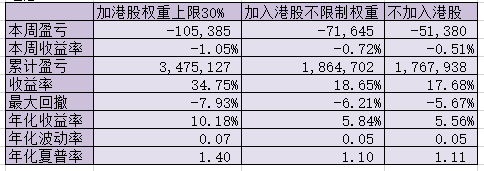 加港股权重上限30% 加入港股不限制权重 不加入港股
本周盈亏 -105,385 -71,645 -51,380
本周收益率 -1.05% -0.72% -0.51%
累计盈亏 3,475,127 1,864,702 1,767,938
收益率 34.75% 18.65% 17.68%
最大回撤 -7.93% -6.21% -5.67%
年化收益率 10.18% 5.84% 5.56%
年化波动率 0.07 0.05 0.05
年化夏普率 1.40 1.10 1.11